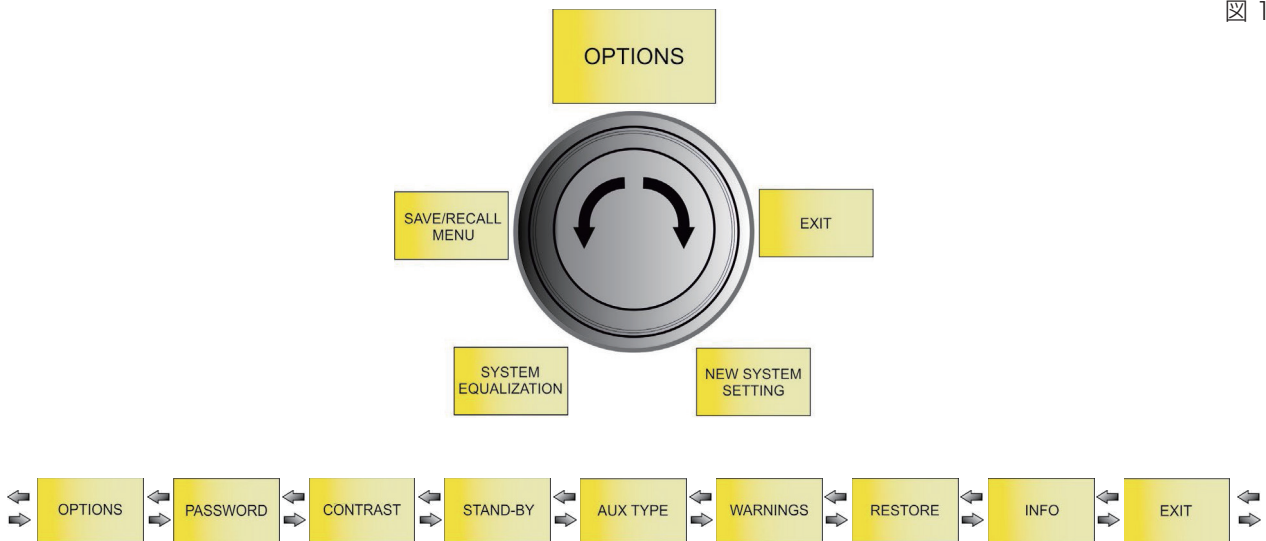 図 1
OPTIONS
SAVE/RECALL
MENU
EXIT
SYSTEM
EQUALIZATION
NEW SYSTEM
SETTING
OPTIONS
PASSWORD
CONTRAST
STAND-BY
AUX TYPE
WARNINGS
RESTORE
INFO
EXIT